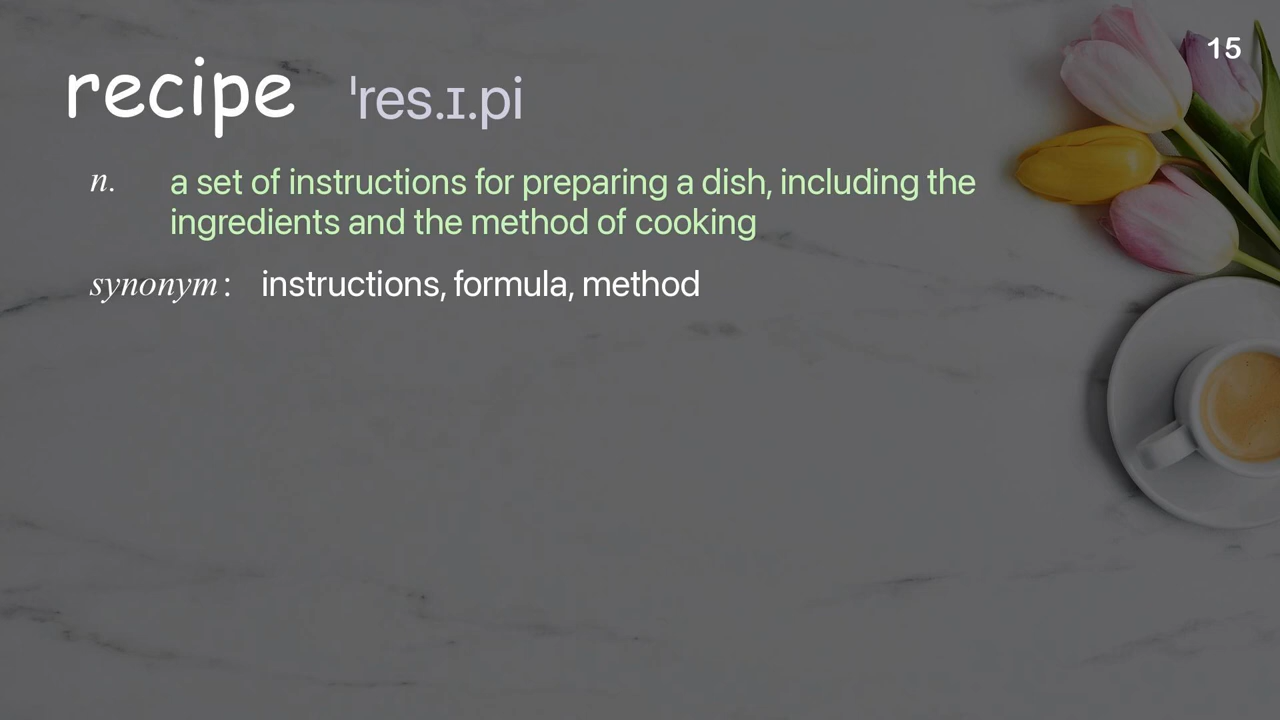 15
recipe ˈres.ɪ.pi
n. a set of instructions for preparing a dish, including the
ingredients and the method of cooking
synonym : instructions, formula, method